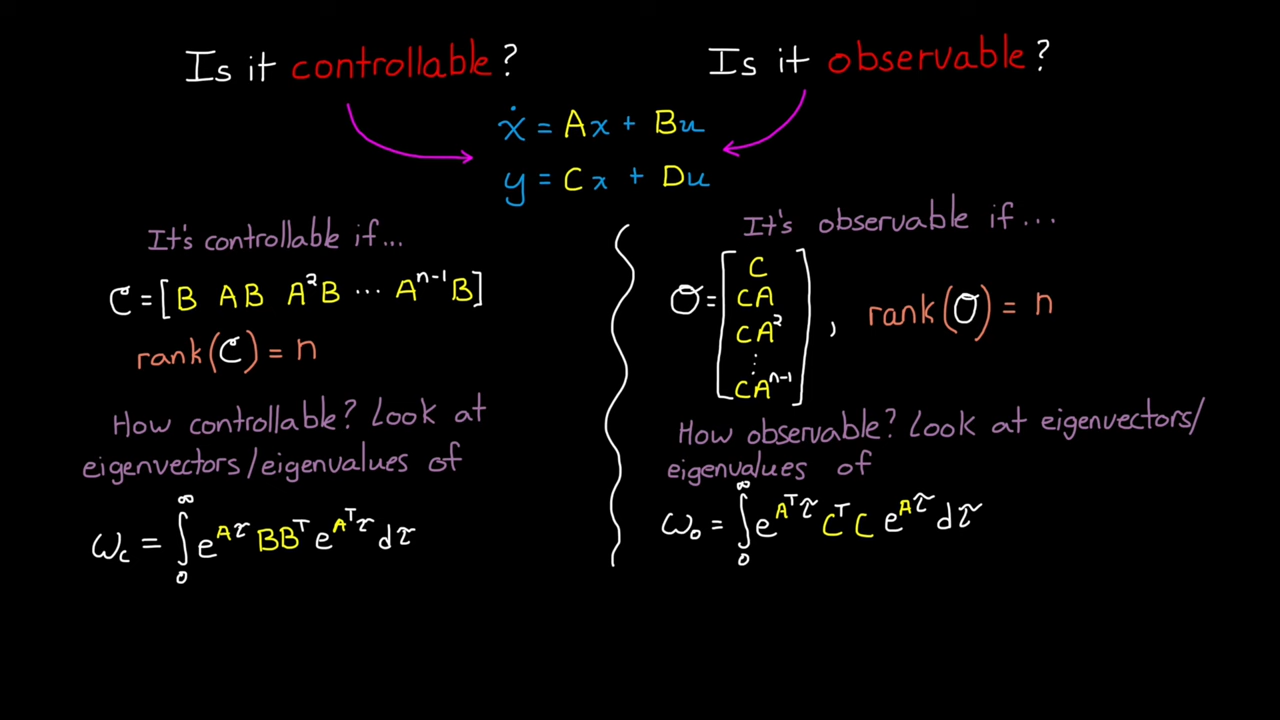 Is it controllable?
Is it observable?
ẋ = Ax + Bu
y = Cx + Du
It's controllable if...
𝒞 = [B AB A²B ⋯ Aⁿ⁻¹B]
rank(𝒞) = n
How controllable? Look at
eigenvectors/eigenvalues of
W_c = ∫₀^∞ e^{Aτ} BBᵀ e^{Aᵀτ} dτ
It's observable if...
𝒪 = [C
CA
CA²
⋮
CAⁿ⁻¹] , rank(𝒪) = n
How observable? Look at eigenvectors/
eigenvalues of
W_o = ∫₀^∞ e^{Aᵀτ} CᵀC e^{Aτ} dτ